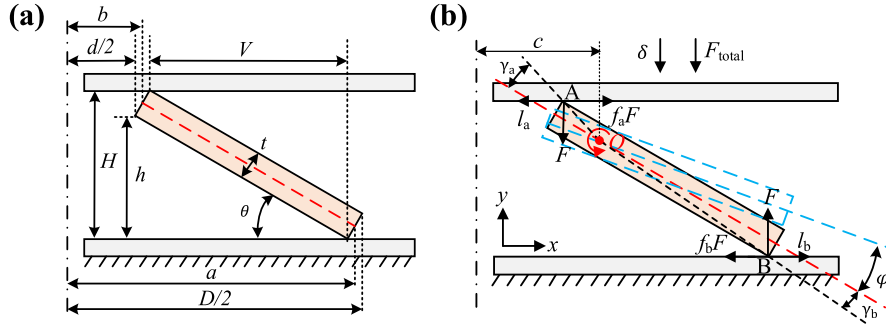 (a)
b
d/2
V
H
h
t
θ
a
D/2
(b)
c
δ
F_total
γ_a
A
l_a
f_aF
F
O
y
x
F
f_bF
l_b
B
φ
γ_b